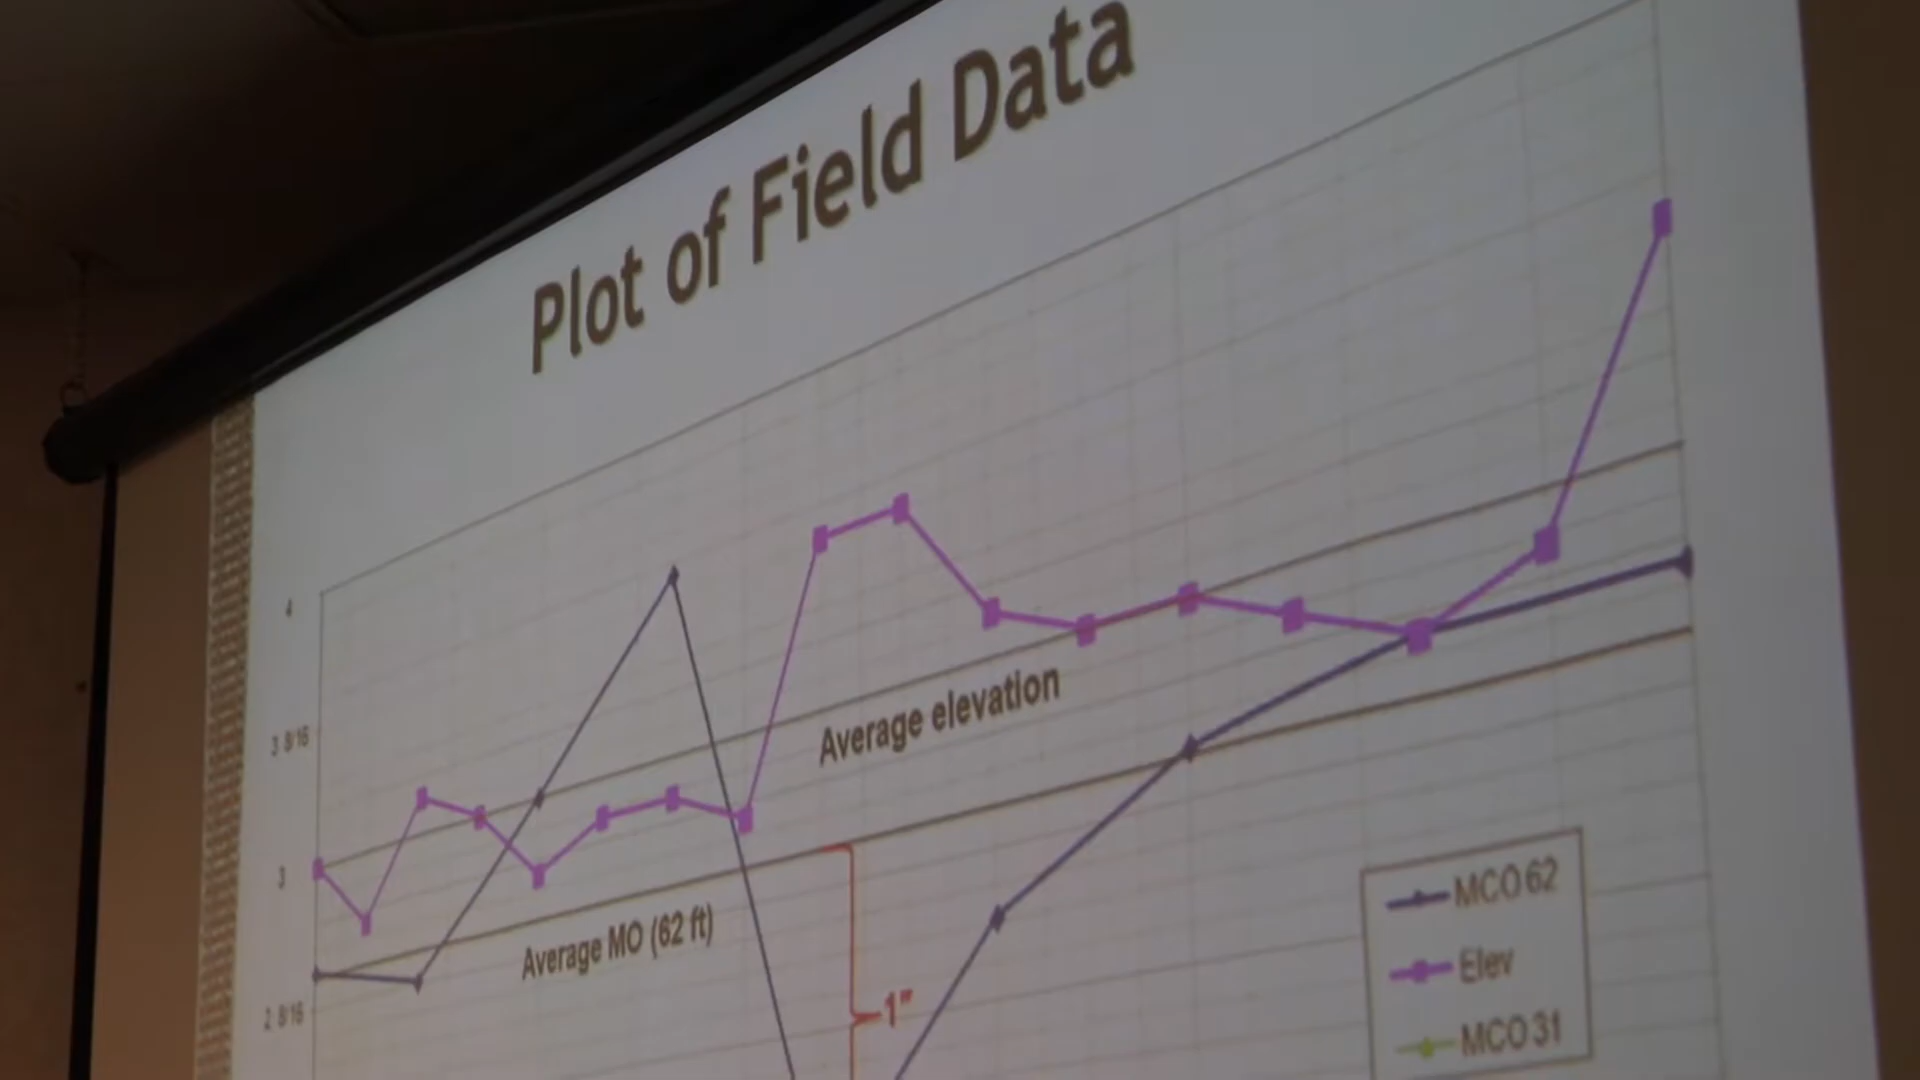 Plot of Field Data
4
3 8/16
3
2 8/16
Average elevation
Average MO (62 ft)
1"
MCO 62
Elev
MCO 31